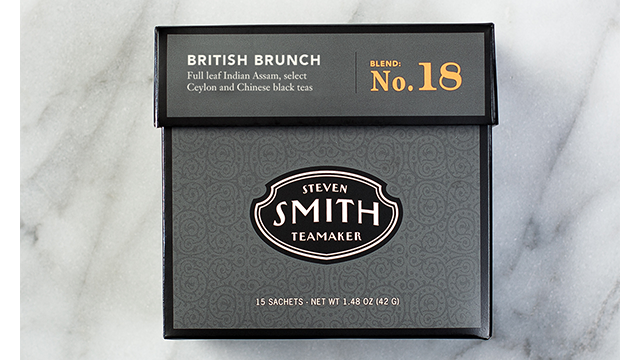 BRITISH BRUNCH
Full leaf Indian Assam, select
Ceylon and Chinese black teas
BLEND:
No. 18
STEVEN
SMITH
TEAMAKER
15 SACHETS - NET WT 1.48 OZ (42 G)